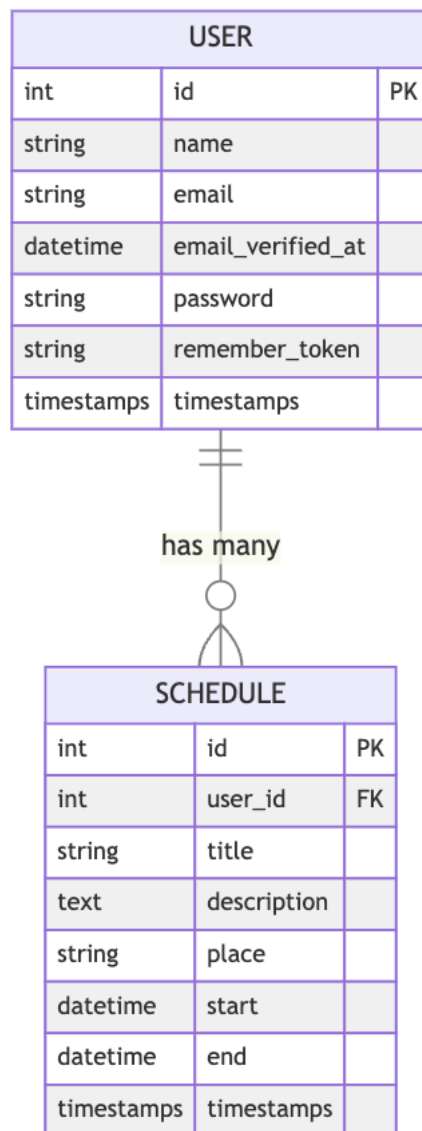 USER
int id PK
string name
string email
datetime email_verified_at
string password
string remember_token
timestamps timestamps
has many
SCHEDULE
int id PK
int user_id FK
string title
text description
string place
datetime start
datetime end
timestamps timestamps